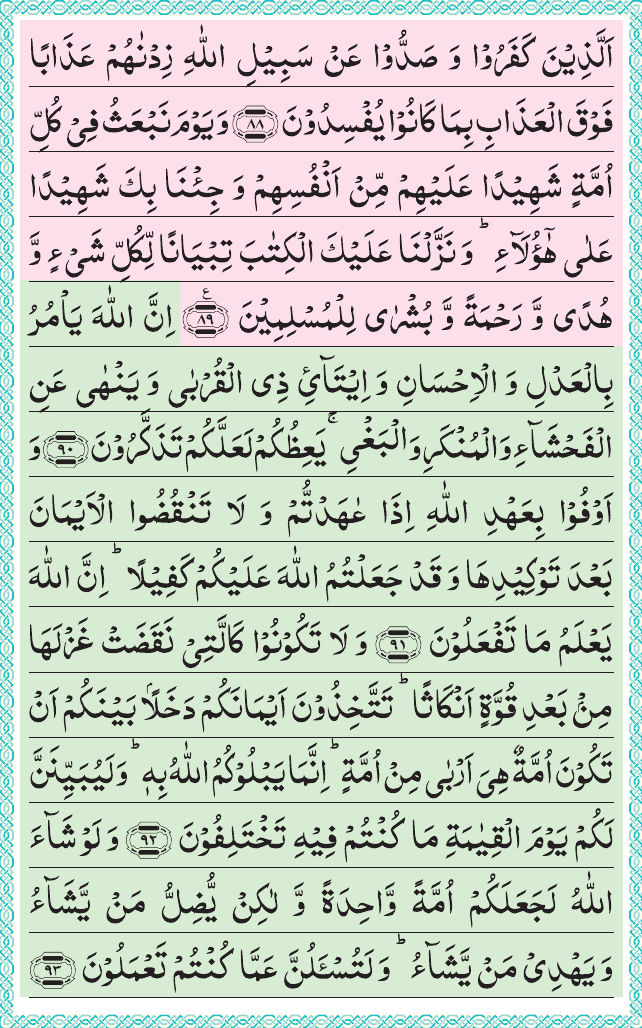 اَلَّذِيۡنَ كَفَرُوۡا وَ صَدُّوۡا عَنۡ سَبِيۡلِ اللّٰهِ زِدۡنٰهُمۡ عَذَابًا
فَوۡقَ الۡعَذَابِ بِمَا كَانُوۡا يُفۡسِدُوۡنَ ﴿۸۸﴾ وَ يَوۡمَ نَبۡعَثُ فِىۡ كُلِّ
اُمَّةٍ شَهِيۡدًا عَلَيۡهِمۡ مِّنۡ اَنۡفُسِهِمۡ وَ جِئۡنَا بِكَ شَهِيۡدًا
عَلٰى هٰٓؤُلَآءِ ؕ وَ نَزَّلۡنَا عَلَيۡكَ الۡكِتٰبَ تِبۡيَانًا لِّكُلِّ شَىۡءٍ وَّ
هُدًى وَّ رَحۡمَةً وَّ بُشۡرٰى لِلۡمُسۡلِمِيۡنَ ﴿۸۹﴾ ع اِنَّ اللّٰهَ يَاۡمُرُ
بِالۡعَدۡلِ وَ الۡاِحۡسَانِ وَ اِيۡتَآئِ ذِى الۡقُرۡبٰى وَ يَنۡهٰى عَنِ
الۡفَحۡشَآءِ وَ الۡمُنۡكَرِ وَ الۡبَغۡىِ ۚ يَعِظُكُمۡ لَعَلَّكُمۡ تَذَكَّرُوۡنَ ﴿۹۰﴾ وَ
اَوۡفُوۡا بِعَهۡدِ اللّٰهِ اِذَا عٰهَدۡتُّمۡ وَ لَا تَنۡقُضُوا الۡاَيۡمَانَ
بَعۡدَ تَوۡكِيۡدِهَا وَ قَدۡ جَعَلۡتُمُ اللّٰهَ عَلَيۡكُمۡ كَفِيۡلًا ؕ اِنَّ اللّٰهَ
يَعۡلَمُ مَا تَفۡعَلُوۡنَ ﴿۹۱﴾ وَ لَا تَكُوۡنُوۡا كَالَّتِىۡ نَقَضَتۡ غَزۡلَهَا
مِنۡۢ بَعۡدِ قُوَّةٍ اَنۡكَاثًا ؕ تَتَّخِذُوۡنَ اَيۡمَانَكُمۡ دَخَلًاۢ بَيۡنَكُمۡ اَنۡ
تَكُوۡنَ اُمَّةٌ هِىَ اَرۡبٰى مِنۡ اُمَّةٍ ؕ اِنَّمَا يَبۡلُوۡكُمُ اللّٰهُ بِهٖ ؕ وَ لَيُبَيِّنَنَّ
لَكُمۡ يَوۡمَ الۡقِيٰمَةِ مَا كُنۡتُمۡ فِيۡهِ تَخۡتَلِفُوۡنَ ﴿۹۲﴾ وَ لَوۡ شَآءَ
اللّٰهُ لَجَعَلَكُمۡ اُمَّةً وَّاحِدَةً وَّ لٰكِنۡ يُّضِلُّ مَنۡ يَّشَآءُ
وَ يَهۡدِىۡ مَنۡ يَّشَآءُ ؕ وَ لَتُسۡـَٔلُنَّ عَمَّا كُنۡتُمۡ تَعۡمَلُوۡنَ ﴿۹۳﴾